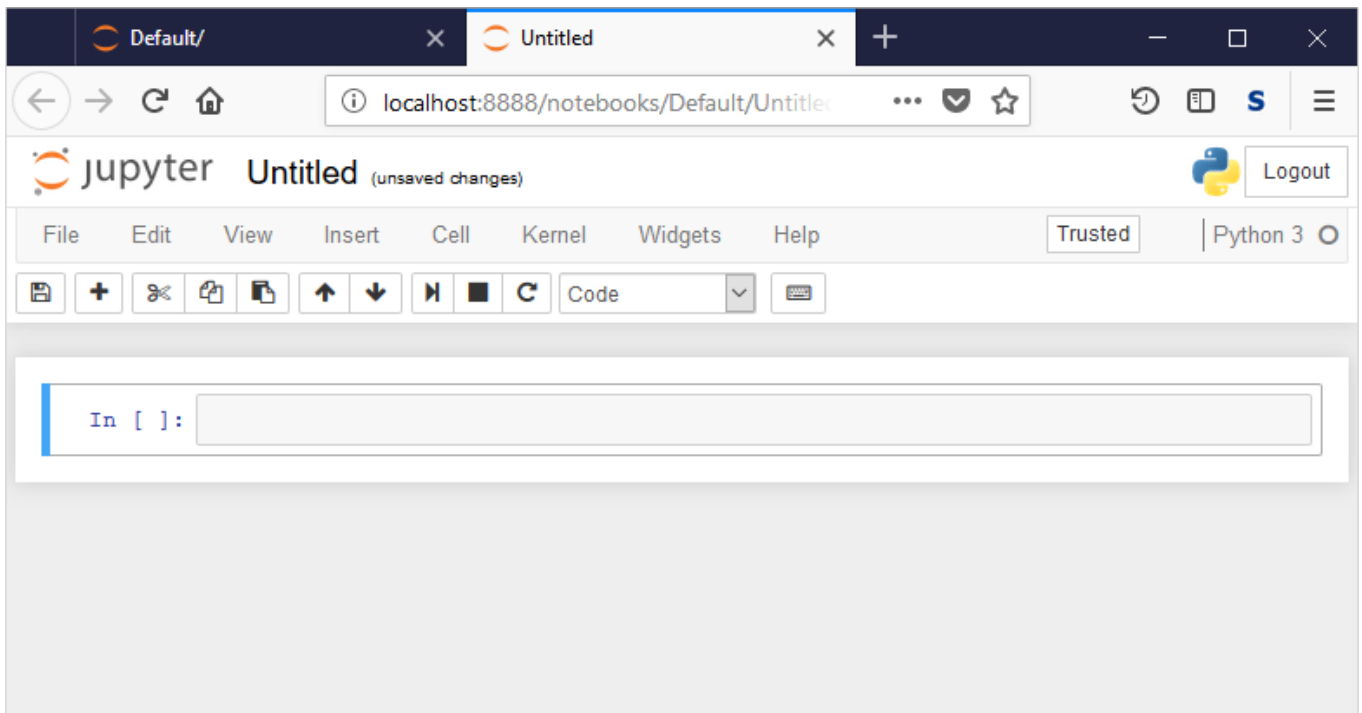 Default/ Untitled
localhost:8888/notebooks/Default/Untitled
jupyter Untitled (unsaved changes) Logout
File Edit View Insert Cell Kernel Widgets Help Trusted Python 3
Code
In [ ]: